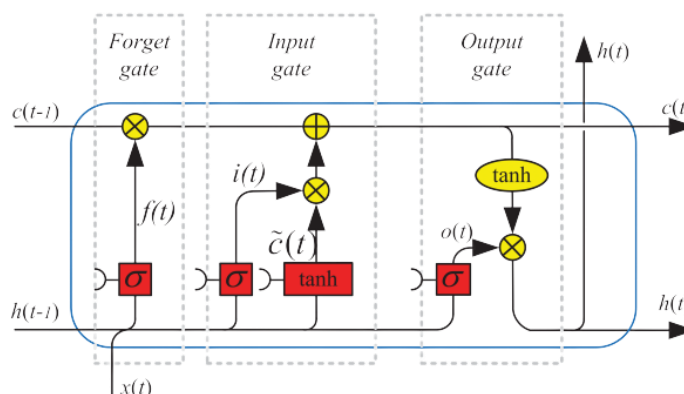 Forget
gate
Input
gate
Output
gate
h(t)
c(t-1)
c(t
i(t)
tanh
f(t)
c̃(t)
o(t)
σ
σ
tanh
σ
h(t-1)
h(t
x(t)